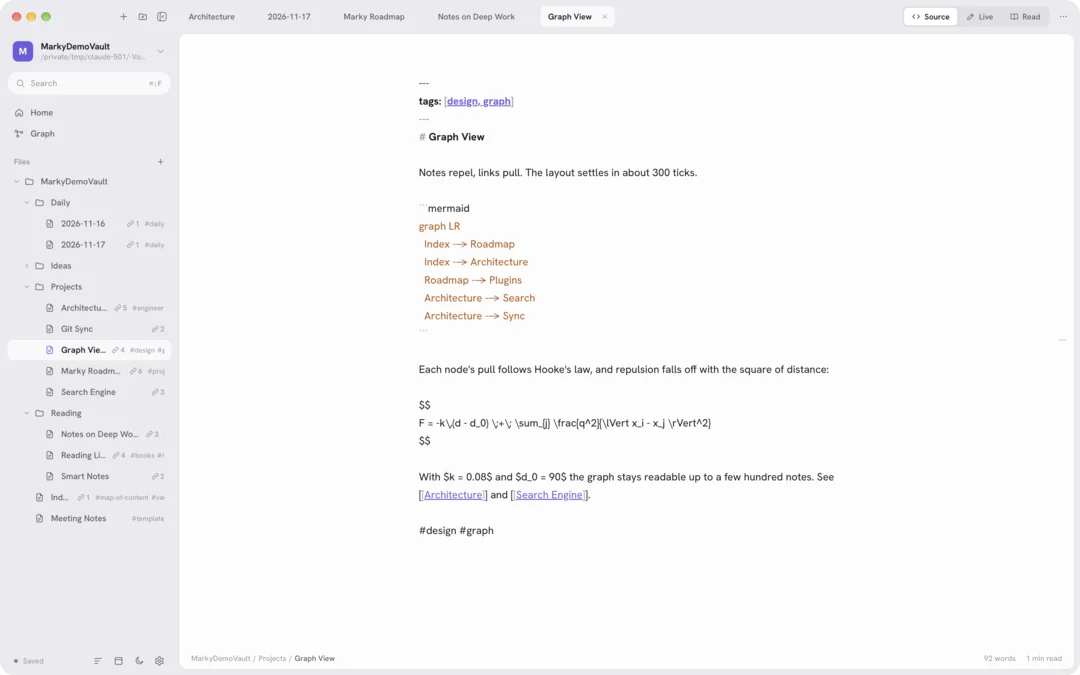 Architecture
2026-11-17
Marky Roadmap
Notes on Deep Work
Graph View
Source
Live
Read
M
MarkyDemoVault
Search
Home
Graph
Files
MarkyDemoVault
Daily
2026-11-16 1 #daily
2026-11-17 1 #daily
Ideas
Projects
Architectu... 5 #engineer
Git Sync 2
Graph Vie... 4 #design
Marky Roadm... 6 #proj
Search Engine 3
Reading
Notes on Deep Wo... 3
Reading Li... 4 #books
Smart Notes 2
Ind... 1 #map-of-content
Meeting Notes #template
Saved
---
tags: [design, graph]
---
# Graph View
Notes repel, links pull. The layout settles in about 300 ticks.
```mermaid
graph LR
Index --> Roadmap
Index --> Architecture
Roadmap --> Plugins
Architecture --> Search
Architecture --> Sync
```
Each node's pull follows Hooke's law, and repulsion falls off with the square of distance:
$$
F = -k\,(d - d_0) \;+\; \sum_{j} \frac{q^2}{\lVert x_i - x_j \rVert^2}
$$
With $k = 0.08$ and $d_0 = 90$ the graph stays readable up to a few hundred notes. See
[[Architecture]] and [[Search Engine]].
#design #graph
MarkyDemoVault / Projects / Graph View
92 words
1 min read